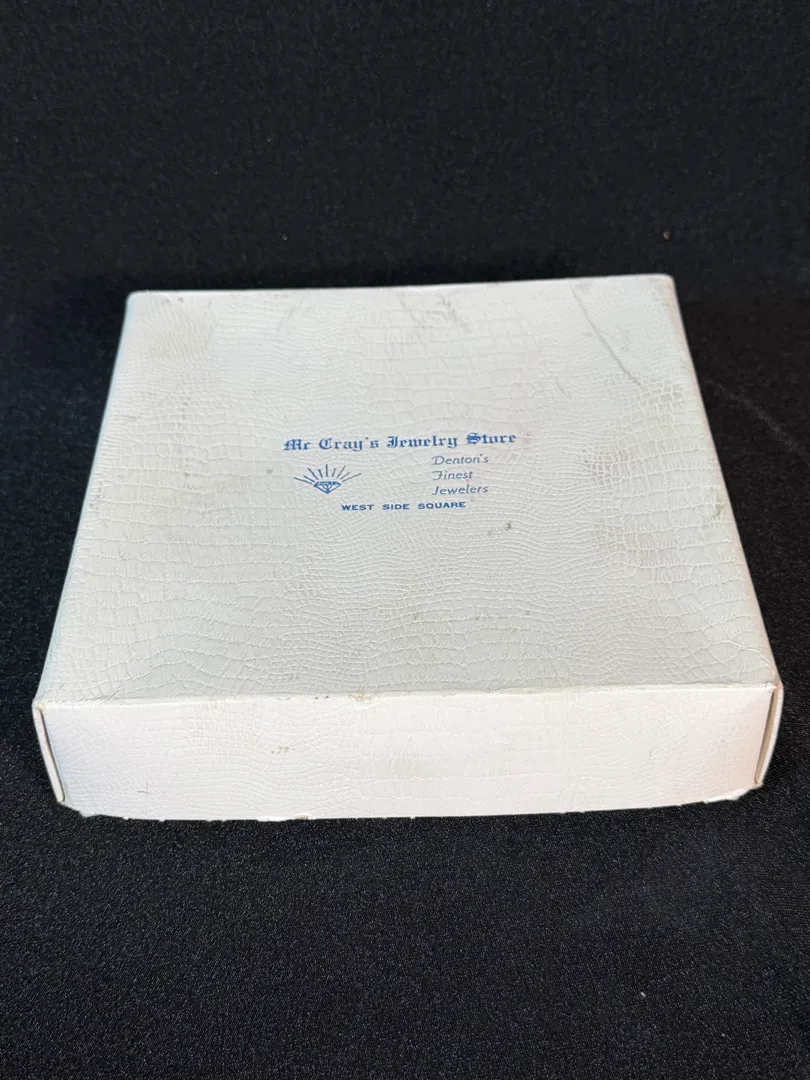 Mc Cray's Jewelry Store
Denton's
Finest
Jewelers
WEST SIDE SQUARE